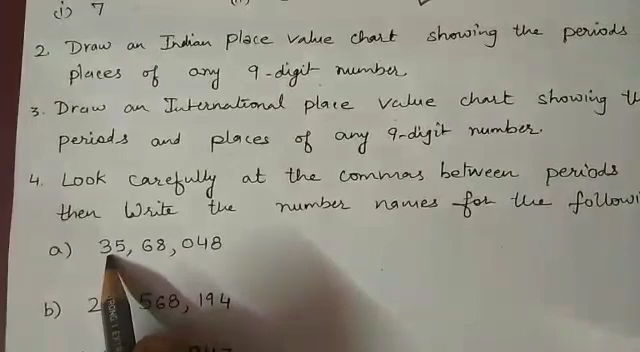 (i) 7
2. Draw an Indian place value chart showing the periods
places of any 9-digit number.
3. Draw an International place value chart showing
periods and places of any 9-digit number.
4. Look carefully at the commas between periods
then Write the number names for the
a) 35,68,048
b) 2 568,194